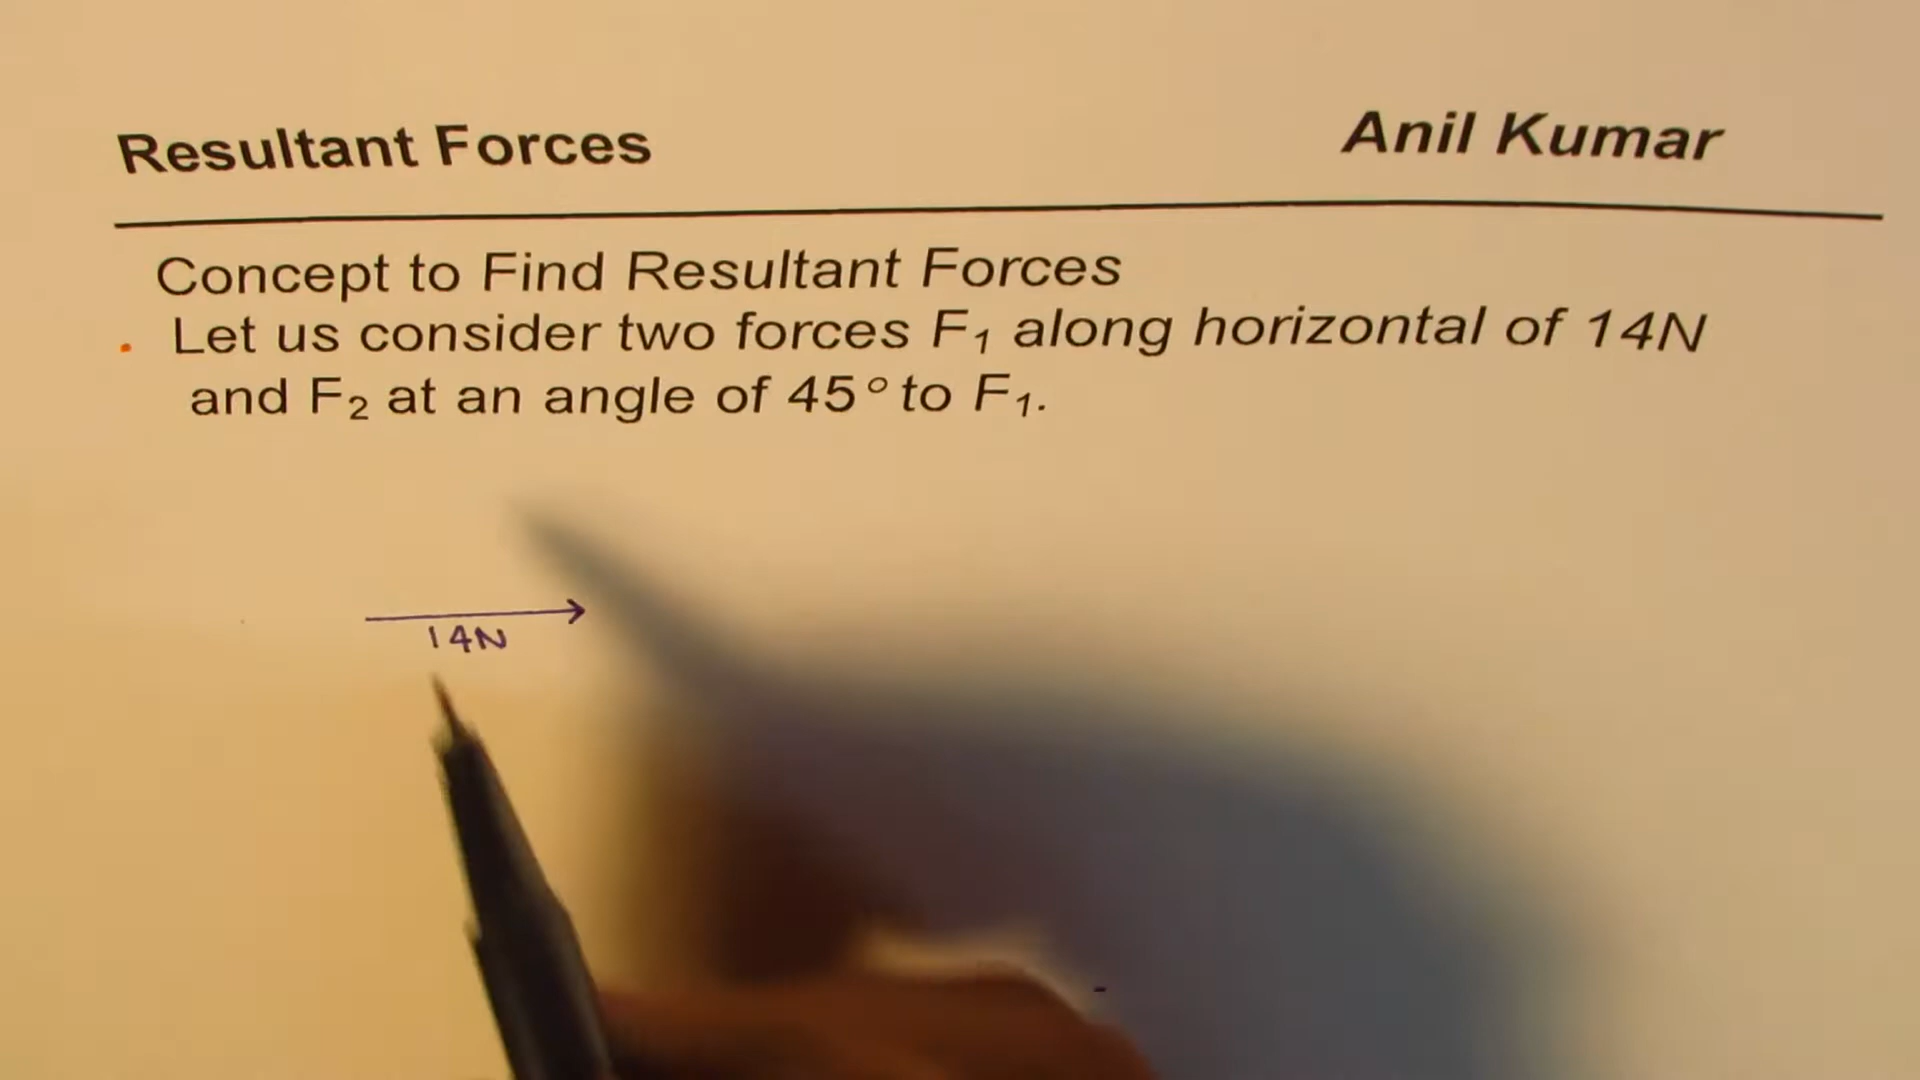 Resultant Forces Anil Kumar
Concept to Find Resultant Forces
. Let us consider two forces F₁ along horizontal of 14N
and F₂ at an angle of 45° to F₁.
14N